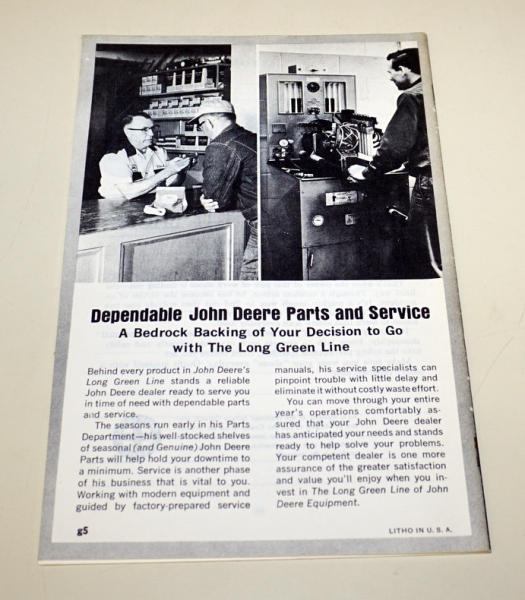 Dependable John Deere Parts and Service
A Bedrock Backing of Your Decision to Go
with The Long Green Line
Behind every product in John Deere's
Long Green Line stands a reliable
John Deere dealer ready to serve you
in time of need with dependable parts
and service.
The seasons run early in his Parts
Department—his well-stocked shelves
of seasonal (and Genuine) John Deere
Parts will help hold your downtime to
a minimum. Service is another phase
of his business that is vital to you.
Working with modern equipment and
guided by factory-prepared service
manuals, his service specialists can
pinpoint trouble with little delay and
eliminate it without costly waste effort.
You can move through your entire
year's operations comfortably as-
sured that your John Deere dealer
has anticipated your needs and stands
ready to help solve your problems.
Your competent dealer is one more
assurance of the greater satisfaction
and value you'll enjoy when you in-
vest in The Long Green Line of John
Deere Equipment.
g5
LITHO IN U. S. A.